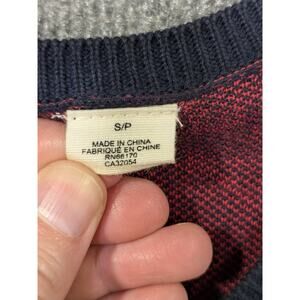 S/P
MADE IN CHINA
FABRIQUÉ EN CHINE
RN66170
CA32054